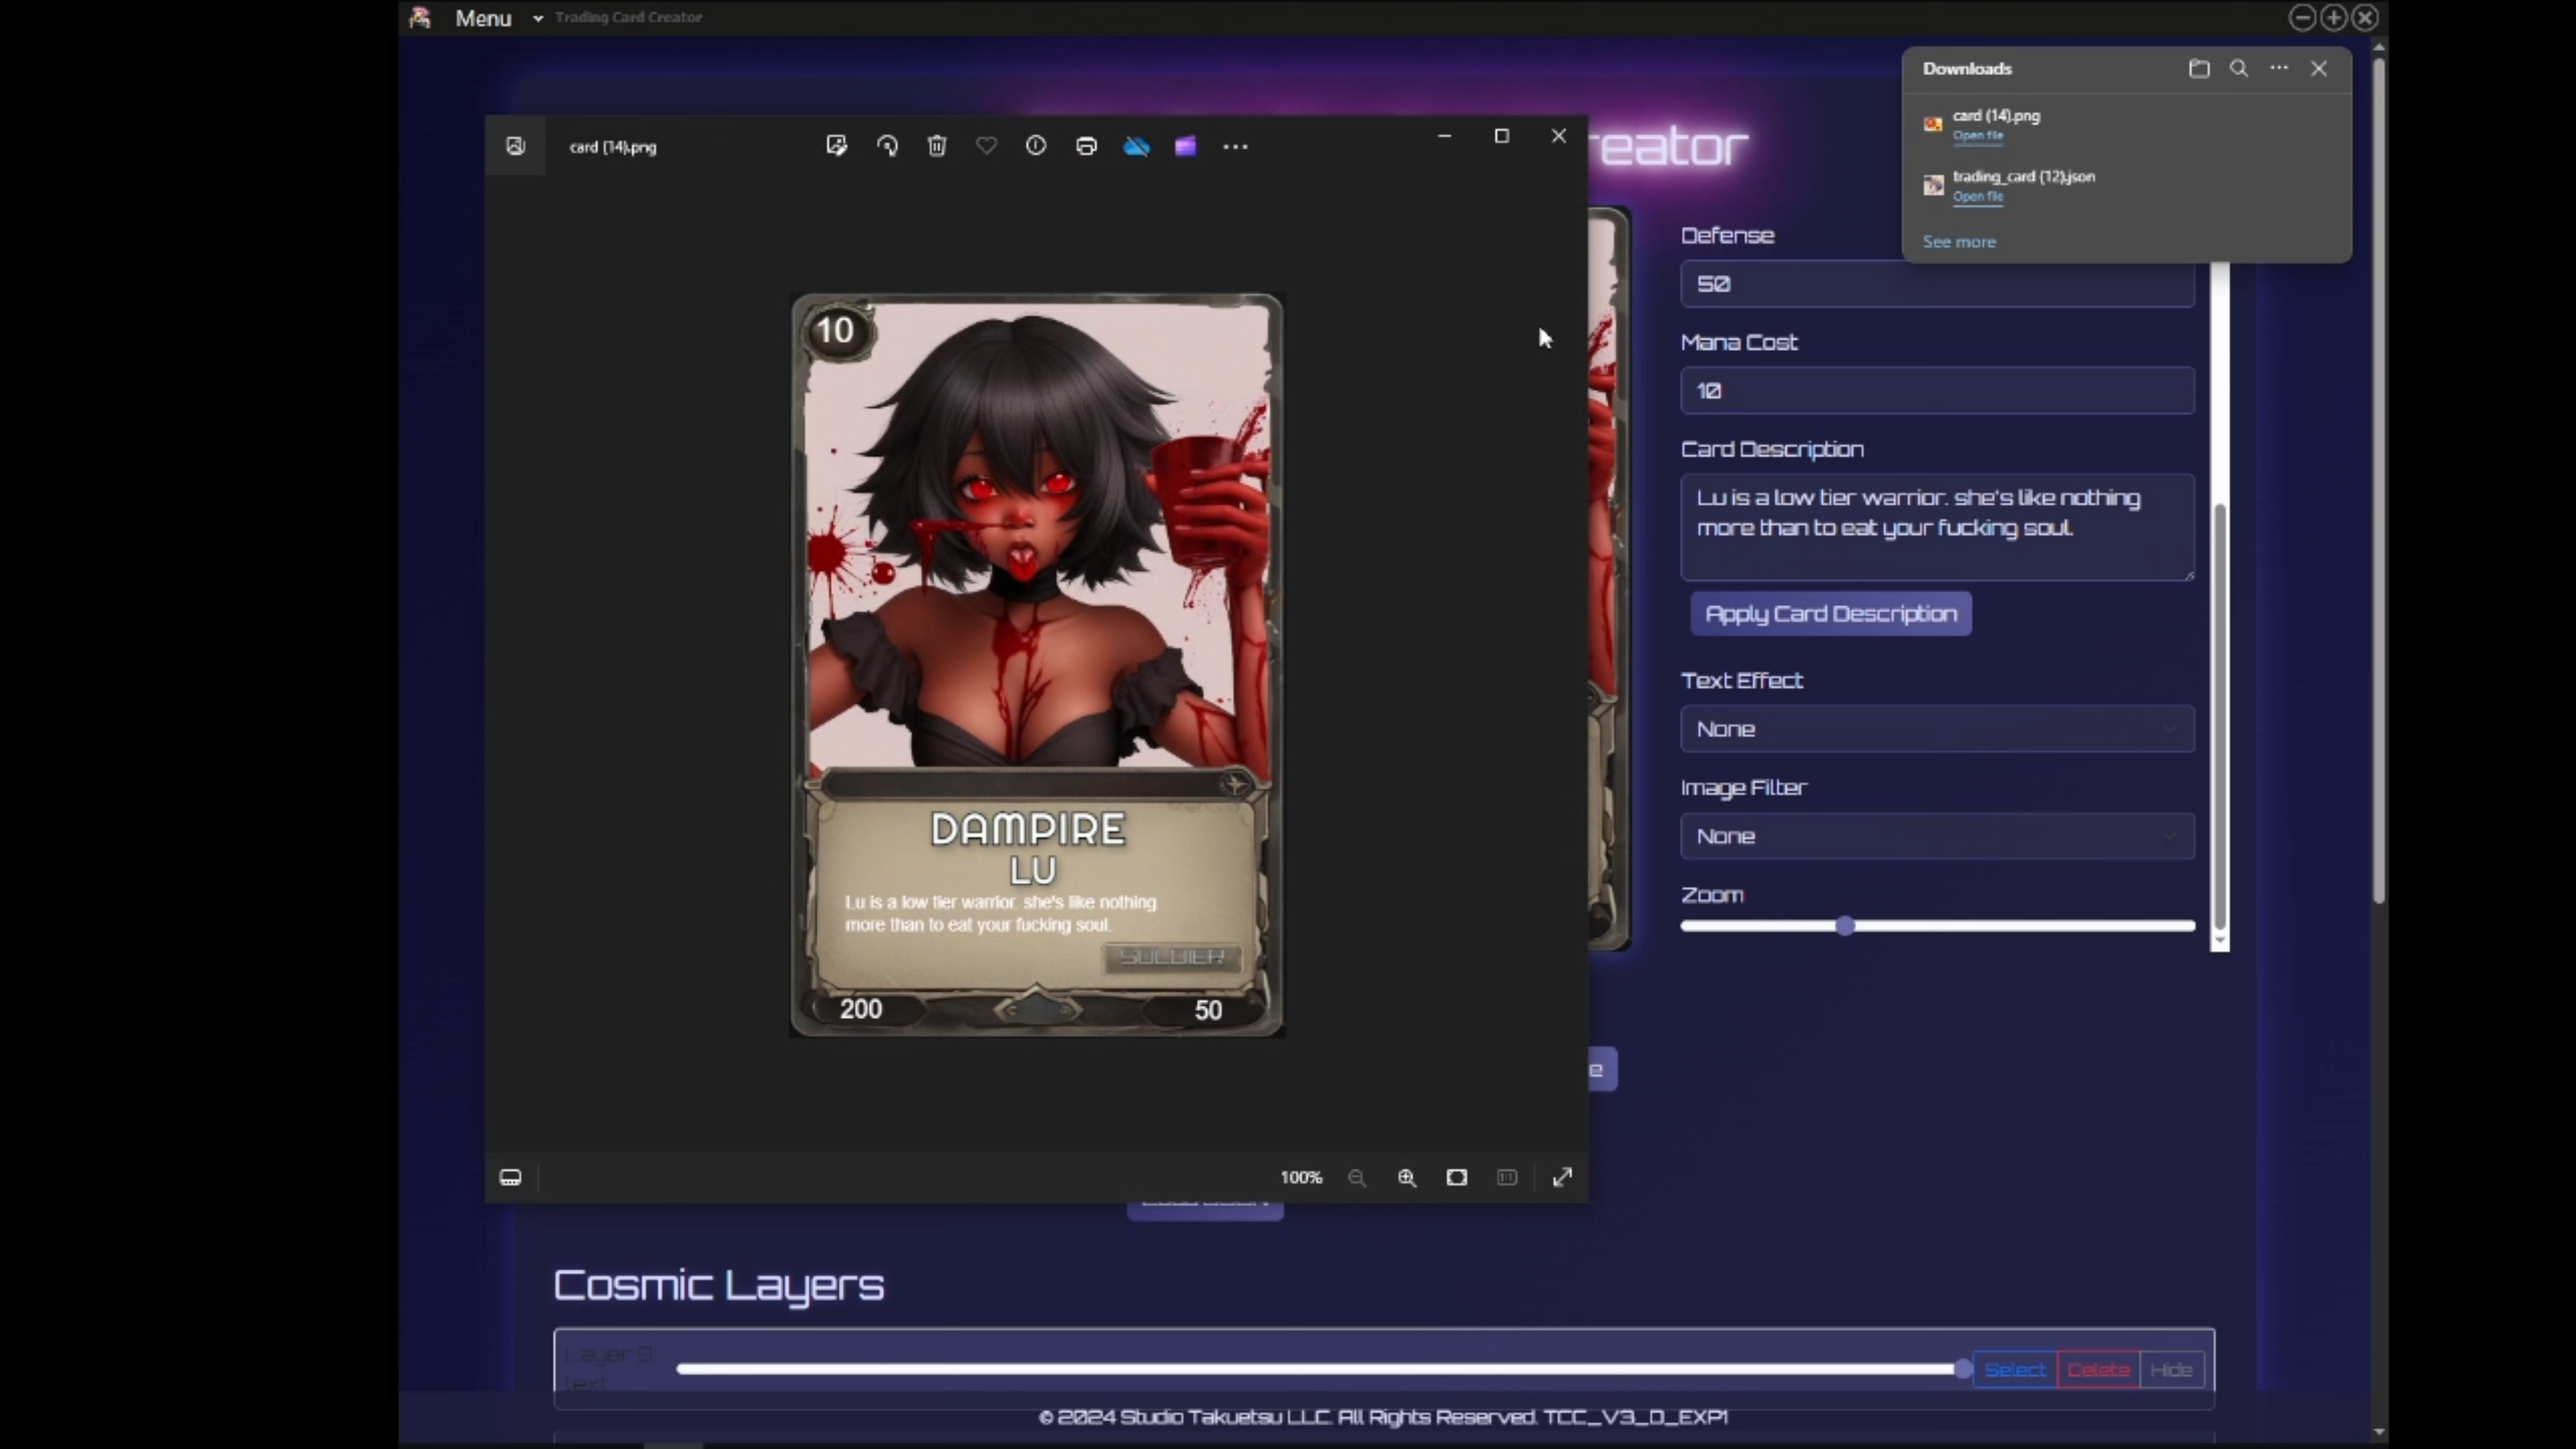 Menu
Trading Card Creator
Downloads
card (14).png
Open file
trading_card (12).json
Open file
See more
card (14).png
reator
10
DAMPIRE
LU
Lu is a low tier warrior. she's like nothing
more than to eat your fucking soul.
SOLDIER
200
50
Defense
50
Mana Cost
10
Card Description
Lu is a low tier warrior. she's like nothing
more than to eat your fucking soul.
Apply Card Description
Text Effect
None
Image Filter
None
Zoom
e
100%
Cosmic Layers
Layer 9:
text
Select
Delete
Hide
© 2024 Studio Takuetsu LLC. All Rights Reserved. TCC_V3_D_EXP1